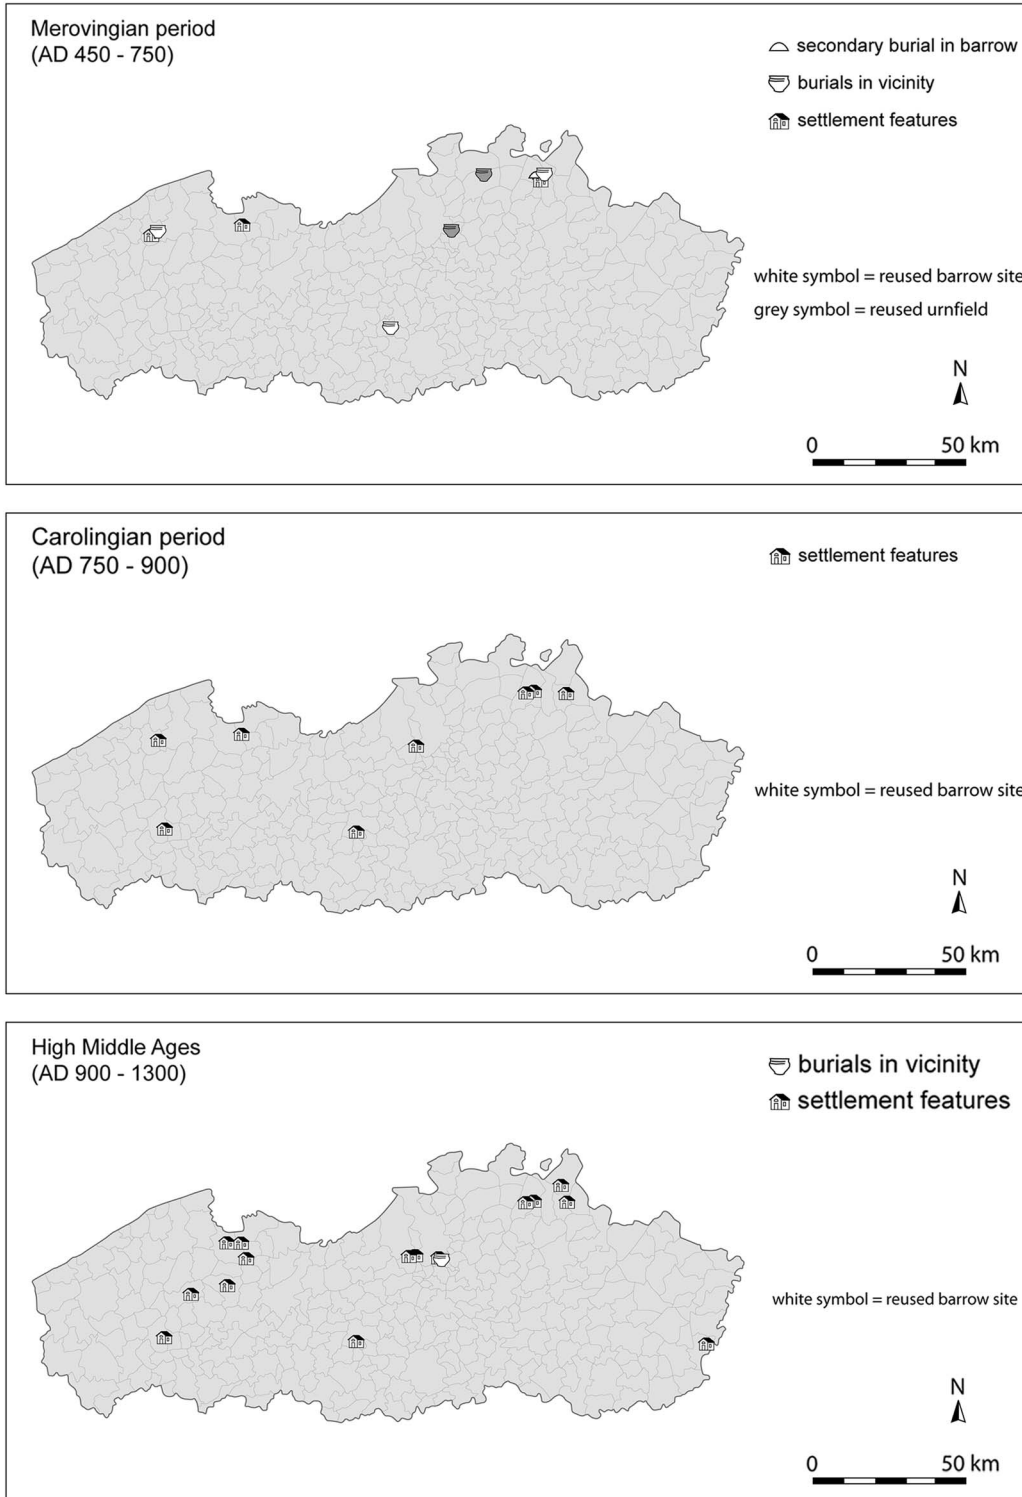 Merovingian period
(AD 450 - 750)
secondary burial in barrow
burials in vicinity
settlement features
white symbol = reused barrow site
grey symbol = reused urnfield
N
0 50 km
Carolingian period
(AD 750 - 900)
settlement features
white symbol = reused barrow site
N
0 50 km
High Middle Ages
(AD 900 - 1300)
burials in vicinity
settlement features
white symbol = reused barrow site
N
0 50 km